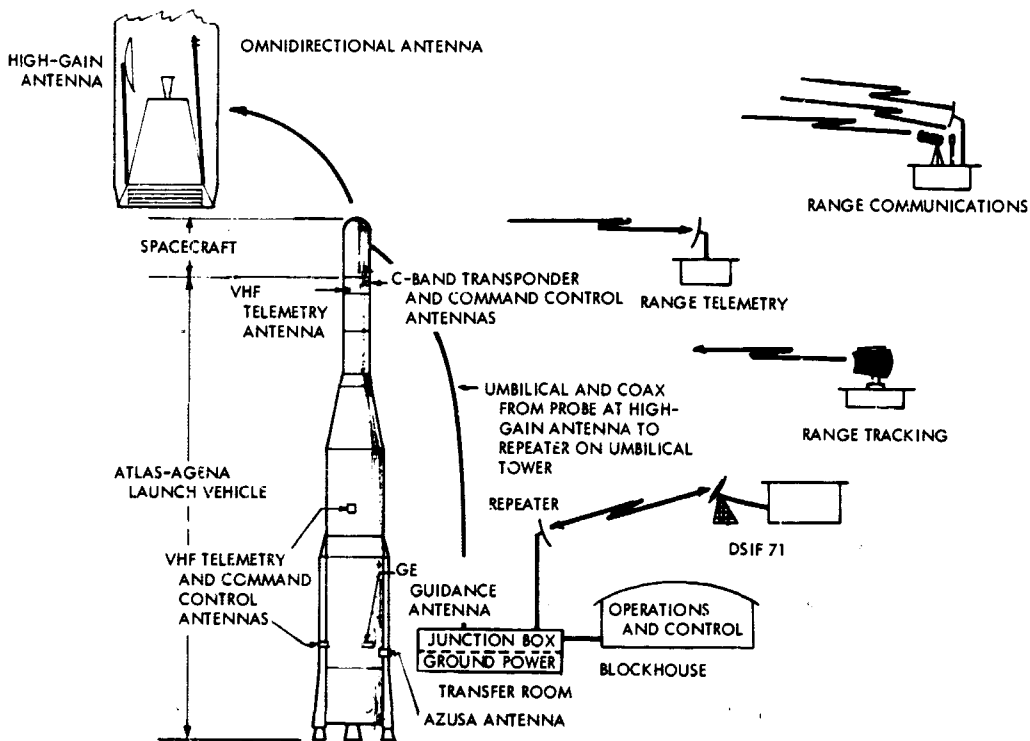 OMNIDIRECTIONAL ANTENNA
HIGH-GAIN
ANTENNA
RANGE COMMUNICATIONS
SPACECRAFT
C-BAND TRANSPONDER
AND COMMAND CONTROL
ANTENNAS
VHF
TELEMETRY
ANTENNA
RANGE TELEMETRY
UMBILICAL AND COAX
FROM PROBE AT HIGH-
GAIN ANTENNA TO
REPEATER ON UMBILICAL
TOWER
RANGE TRACKING
ATLAS-AGENA
LAUNCH VEHICLE
REPEATER
DSIF 71
VHF TELEMETRY
AND COMMAND
CONTROL
ANTENNAS
GE
GUIDANCE
ANTENNA
OPERATIONS
AND CONTROL
JUNCTION BOX
GROUND POWER
BLOCKHOUSE
TRANSFER ROOM
AZUSA ANTENNA